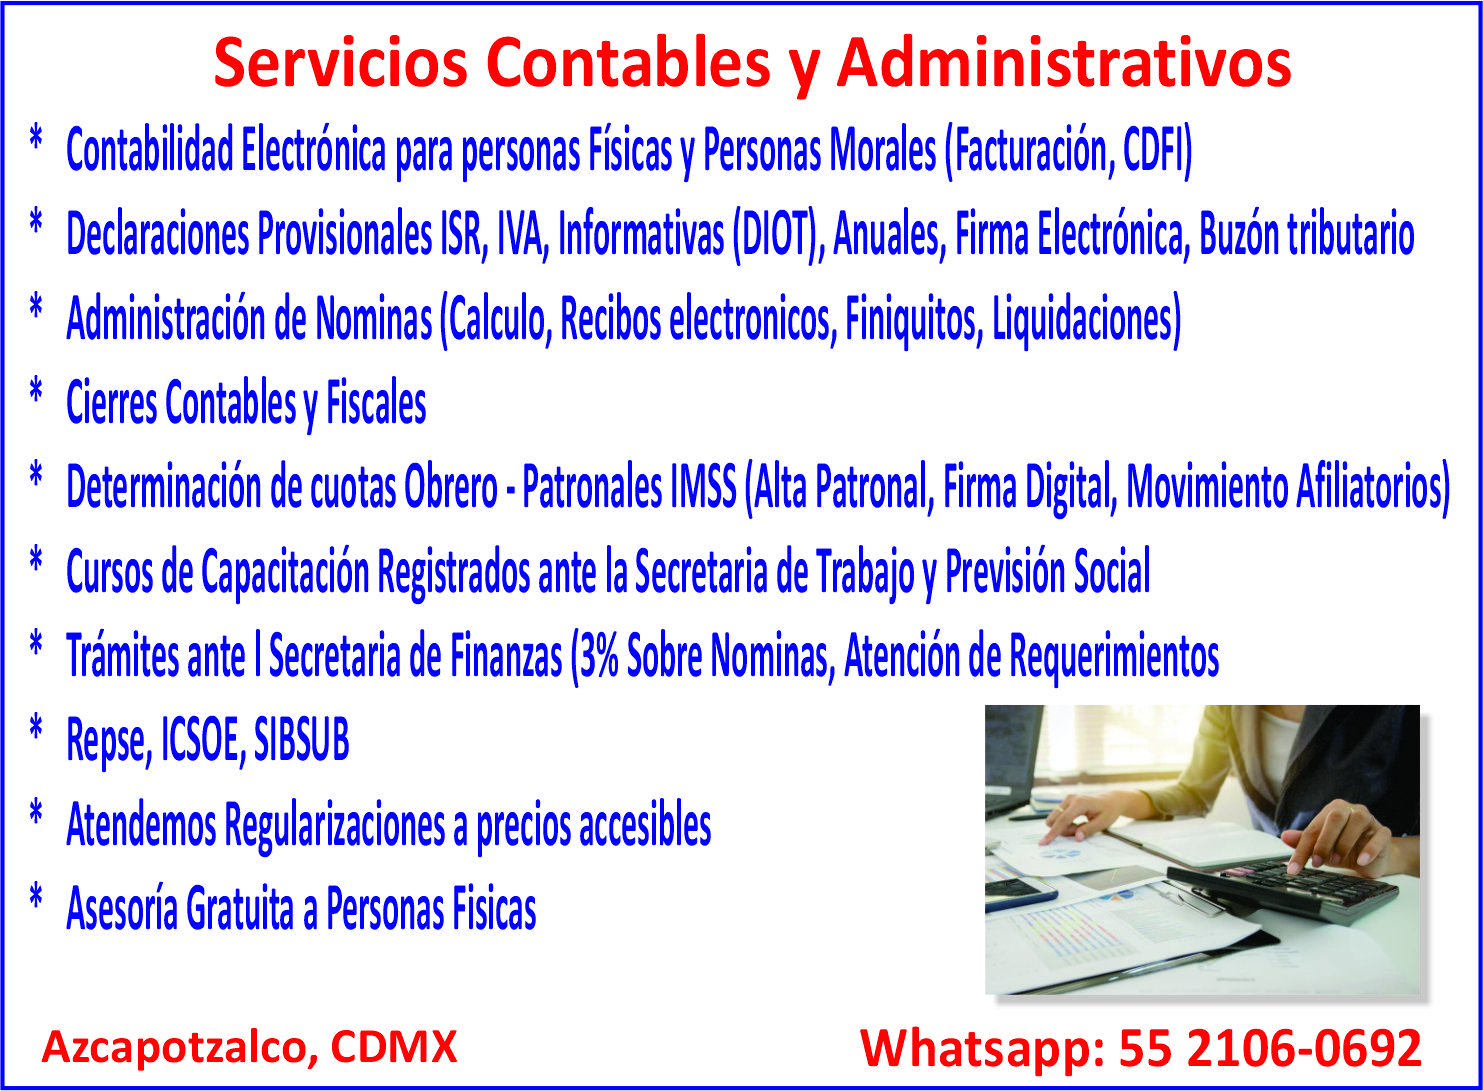 Servicios Contables y Administrativos
* Contabilidad Electrónica para personas Físicas y Personas Morales (Facturación, CDFI)
* Declaraciones Provisionales ISR, IVA, Informativas (DIOT), Anuales, Firma Electrónica, Buzón tributario
* Administración de Nominas (Calculo, Recibos electronicos, Finiquitos, Liquidaciones)
* Cierres Contables y Fiscales
* Determinación de cuotas Obrero - Patronales IMSS (Alta Patronal, Firma Digital, Movimiento Afiliatorios)
* Cursos de Capacitación Registrados ante la Secretaria de Trabajo y Previsión Social
* Trámites ante l Secretaria de Finanzas (3% Sobre Nominas, Atención de Requerimientos
* Repse, ICSOE, SIBSUB
* Atendemos Regularizaciones a precios accesibles
* Asesoría Gratuita a Personas Fisicas
Azcapotzalco, CDMX
Whatsapp: 55 2106-0692